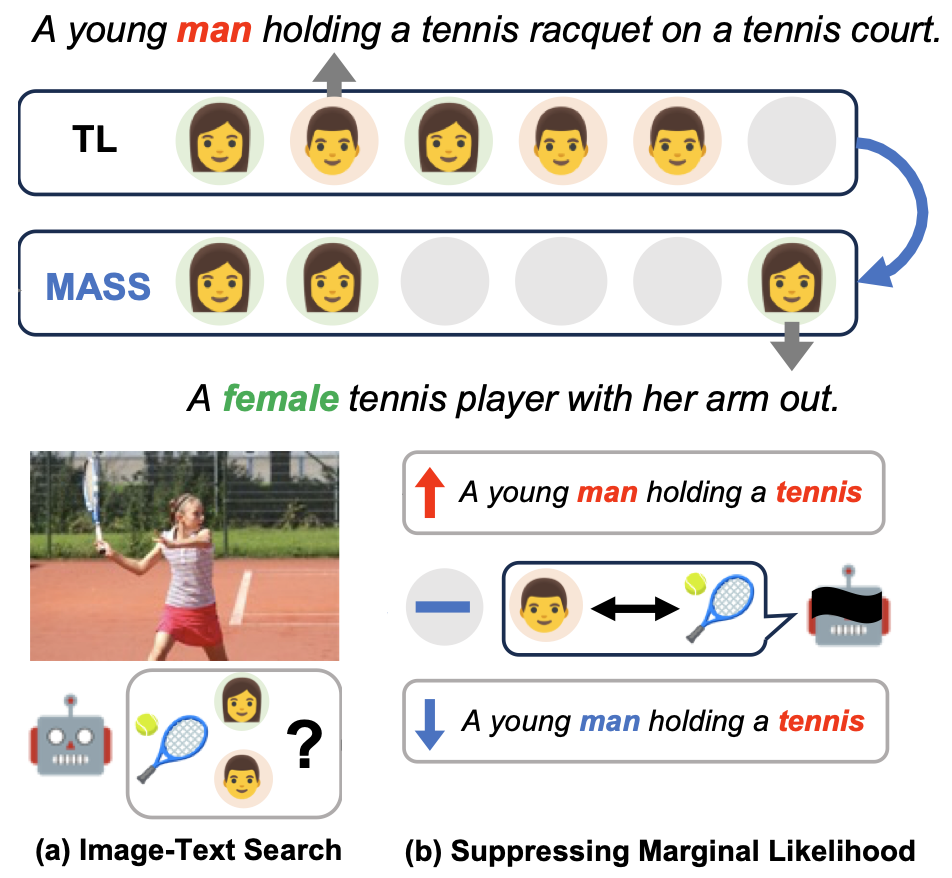 A young man holding a tennis racquet on a tennis court.
TL
MASS
A female tennis player with her arm out.
A young man holding a tennis
A young man holding a tennis
?
(a) Image-Text Search
(b) Suppressing Marginal Likelihood